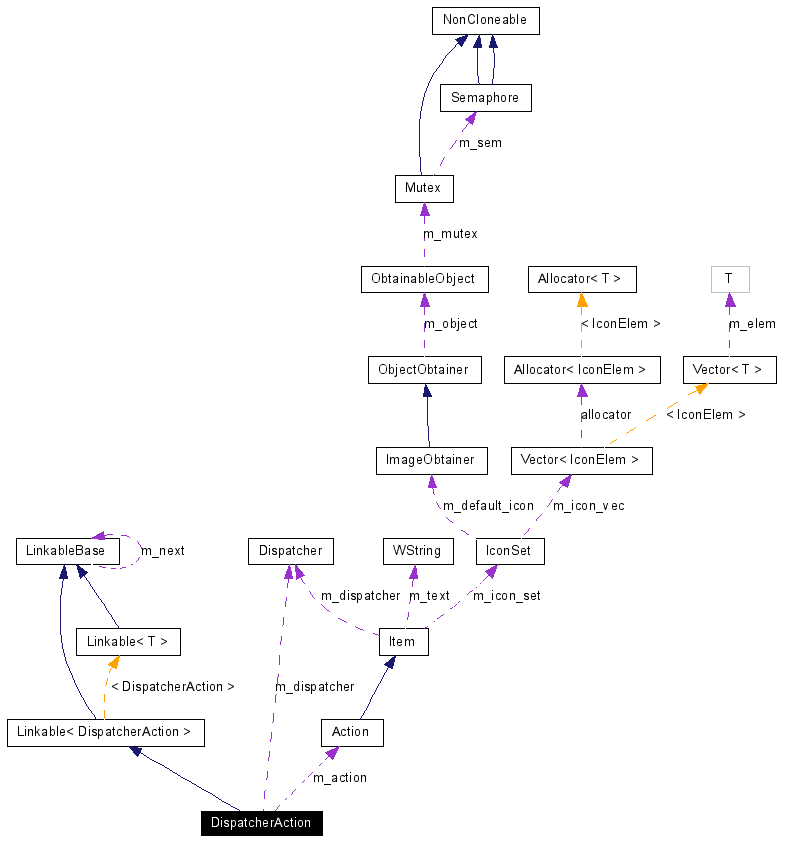 NonCloneable
Semaphore
m_sem
Mutex
m_mutex
ObtainableObject
Allocator< T >
T
m_object
< IconElem >
m_elem
ObjectObtainer
Allocator< IconElem >
Vector< T >
allocator
< IconElem >
ImageObtainer
Vector< IconElem >
m_default_icon
m_icon_vec
LinkableBase
m_next
Dispatcher
WString
IconSet
m_dispatcher
m_text
m_icon_set
Linkable< T >
Item
< DispatcherAction >
m_dispatcher
Linkable< DispatcherAction >
Action
m_action
DispatcherAction